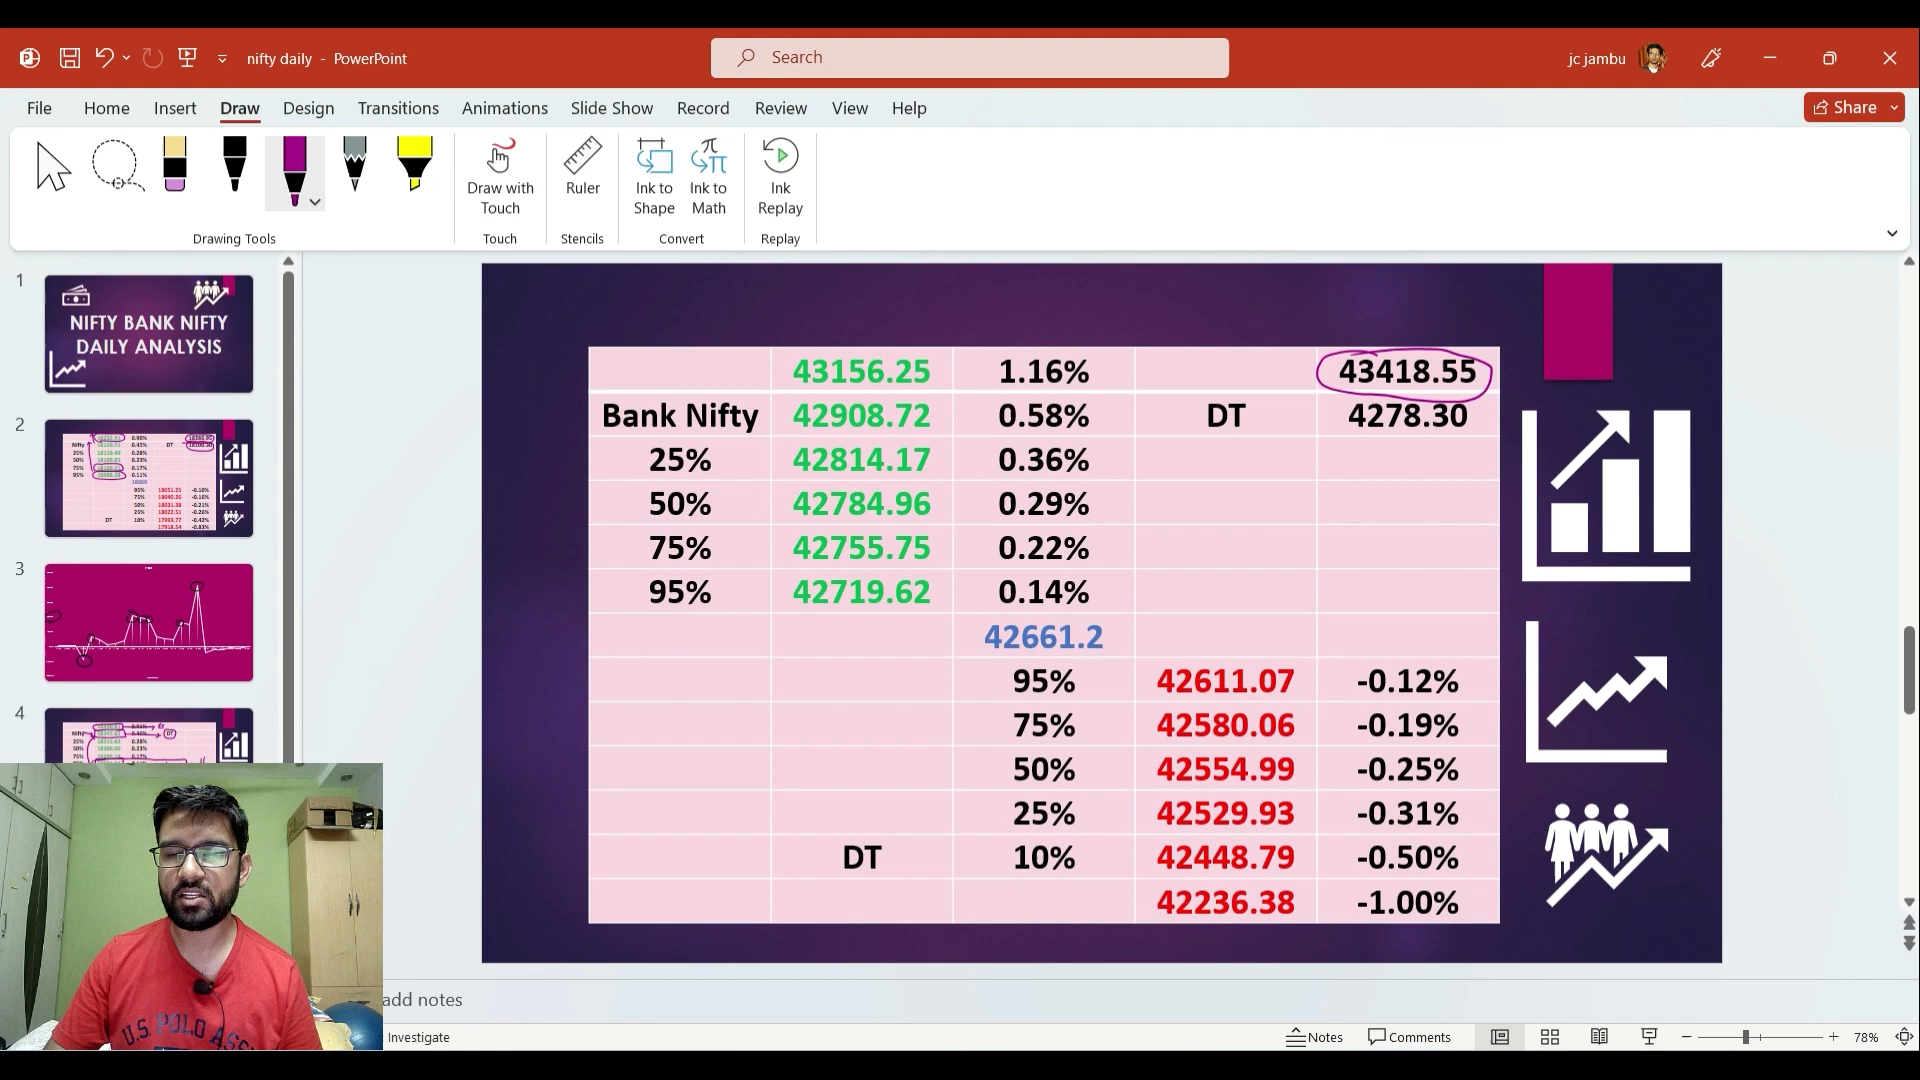 nifty daily - PowerPoint
Search
jc jambu
File Home Insert Draw Design Transitions Animations Slide Show Record Review View Help
Share
Draw with Touch
Ruler
Ink to Shape
Ink to Math
Ink Replay
Drawing Tools
Touch
Stencils
Convert
Replay
1
NIFTY BANK NIFTY
DAILY ANALYSIS
2
3
4
43156.25 1.16% 43418.55
Bank Nifty 42908.72 0.58% DT 4278.30
25% 42814.17 0.36%
50% 42784.96 0.29%
75% 42755.75 0.22%
95% 42719.62 0.14%
42661.2
95% 42611.07 -0.12%
75% 42580.06 -0.19%
50% 42554.99 -0.25%
25% 42529.93 -0.31%
DT 10% 42448.79 -0.50%
42236.38 -1.00%
U.S. POLO ASS
add notes
Investigate
Notes
Comments
78%